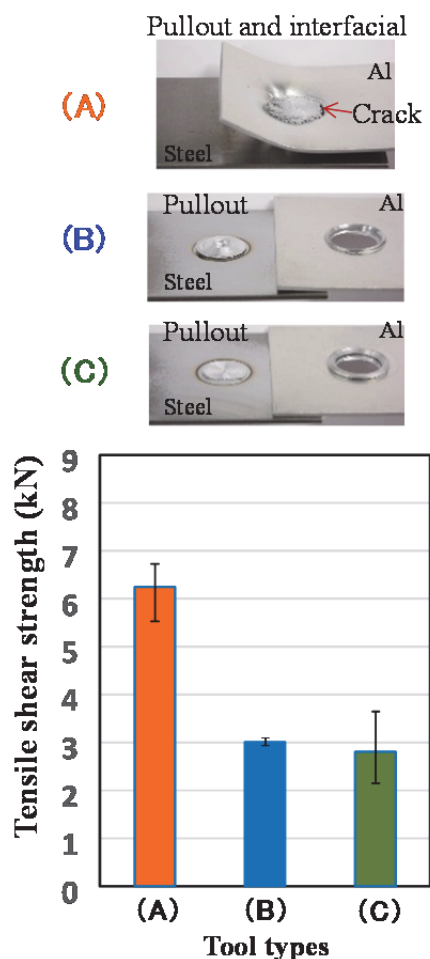 Pullout and interfacial
(A)
Al
Crack
Steel
(B)
Pullout
Al
Steel
(C)
Pullout
Al
Steel
Tensile shear strength (kN)
9
8
7
6
5
4
3
2
1
0
(A)
(B)
(C)
Tool types